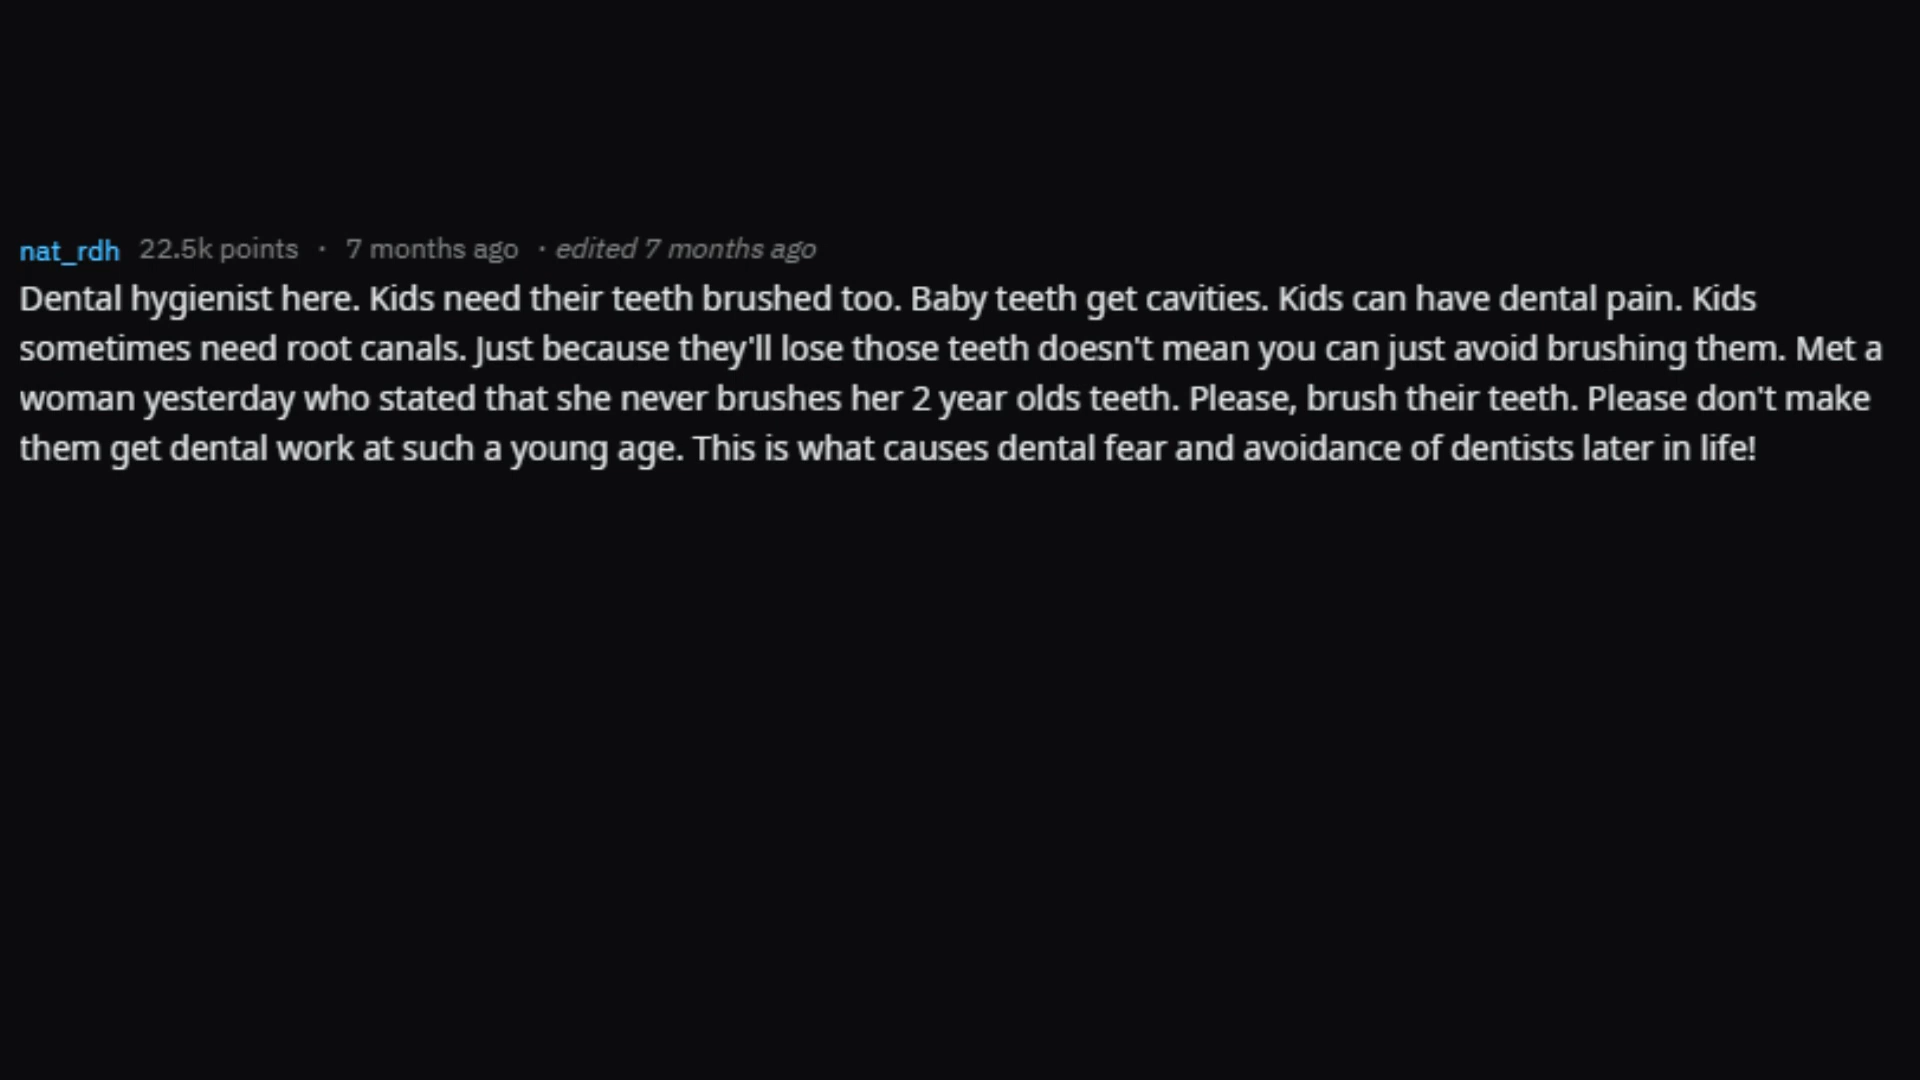 nat_rdh 22.5k points · 7 months ago · edited 7 months ago
Dental hygienist here. Kids need their teeth brushed too. Baby teeth get cavities. Kids can have dental pain. Kids
sometimes need root canals. Just because they'll lose those teeth doesn't mean you can just avoid brushing them. Met a
woman yesterday who stated that she never brushes her 2 year olds teeth. Please, brush their teeth. Please don't make
them get dental work at such a young age. This is what causes dental fear and avoidance of dentists later in life!